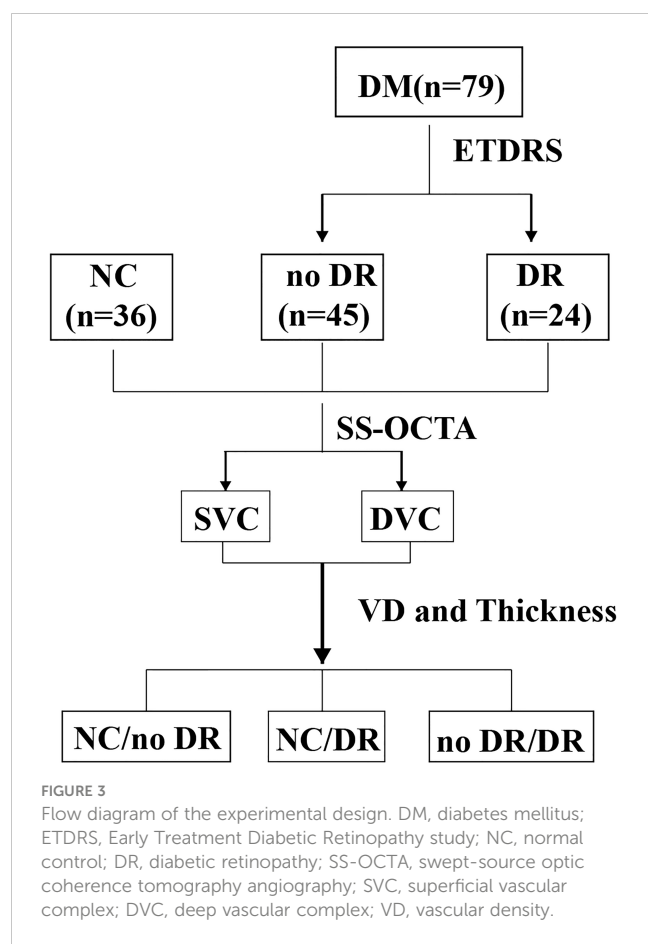 DM(n=79)
ETDRS
NC
(n=36)
no DR
(n=45)
DR
(n=24)
SS-OCTA
SVC
DVC
VD and Thickness
NC/no DR
NC/DR
no DR/DR
FIGURE 3
Flow diagram of the experimental design. DM, diabetes mellitus;
ETDRS, Early Treatment Diabetic Retinopathy study; NC, normal
control; DR, diabetic retinopathy; SS-OCTA, swept-source optic
coherence tomography angiography; SVC, superficial vascular
complex; DVC, deep vascular complex; VD, vascular density.